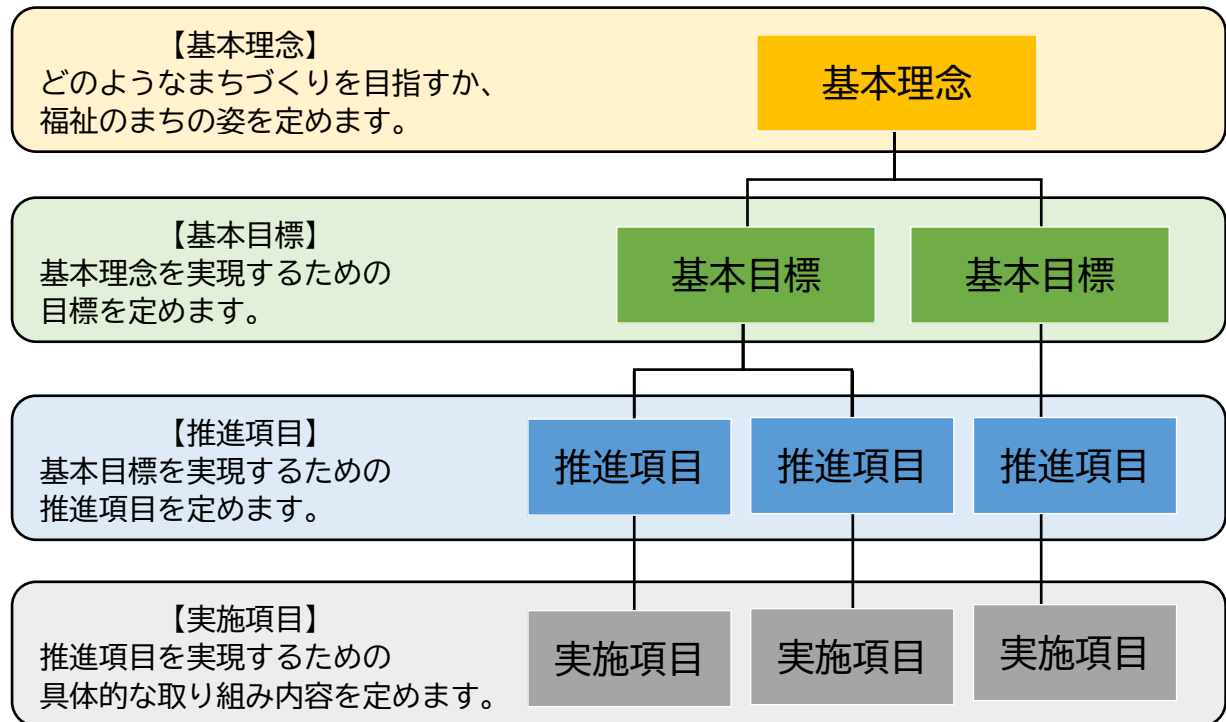 【基本理念】
どのようなまちづくりを目指すか、
福祉のまちの姿を定めます。
基本理念
【基本目標】
基本理念を実現するための
目標を定めます。
基本目標
基本目標
【推進項目】
基本目標を実現するための
推進項目を定めます。
推進項目
推進項目
推進項目
【実施項目】
推進項目を実現するための
具体的な取り組み内容を定めます。
実施項目
実施項目
実施項目